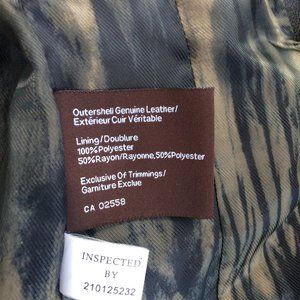 Outershell Genuine Leather/
Extérieur Cuir Véritable
Lining/Doublure
100%Polyester
50%Rayon/Rayonne,50%Polyester
Exclusive Of Trimmings/
Garniture Exclue
CA 02558
INSPECTED
BY
210125232